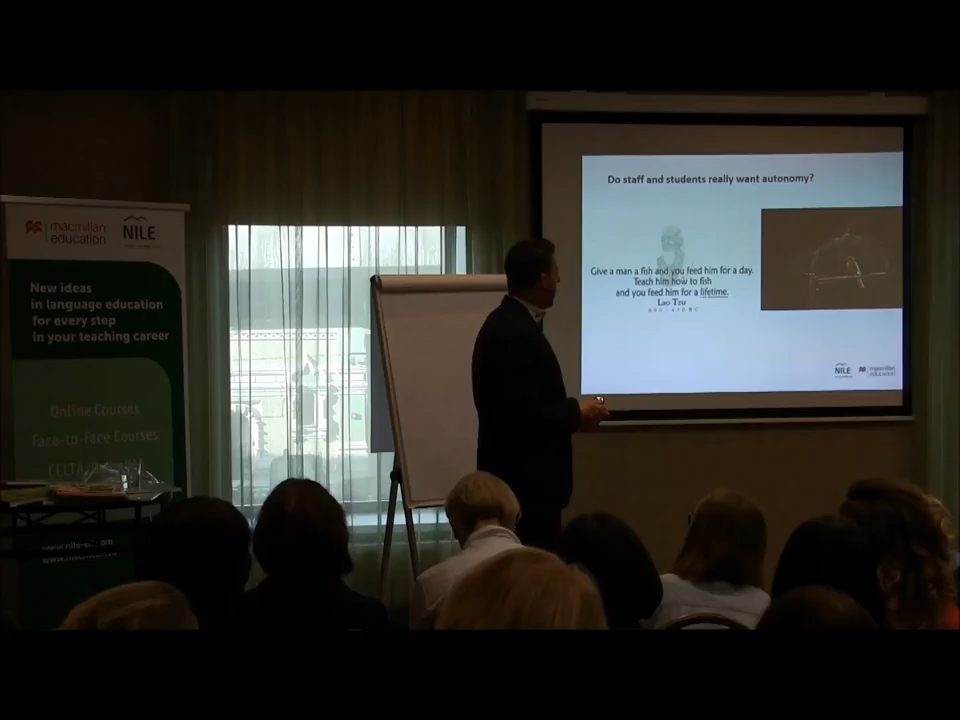 macmillan
education
NILE
New ideas
in language education
for every step
in your teaching career
Online Courses
Face-to-Face Courses
Do staff and students really want autonomy?
Give a man a fish and you feed him for a day.
Teach him how to fish
and you feed him for a lifetime.
Lao Tzu
NILE
macmillan
education